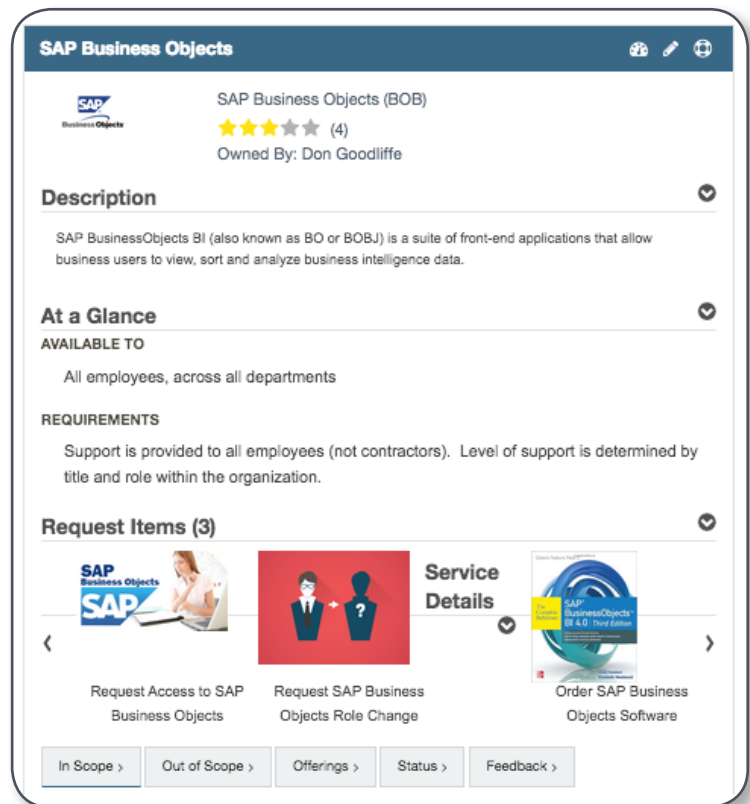 SAP Business Objects
SAP
Business Objects
SAP Business Objects (BOB)
(4)
Owned By: Don Goodliffe
Description
SAP BusinessObjects BI (also known as BO or BOBJ) is a suite of front-end applications that allow
business users to view, sort and analyze business intelligence data.
At a Glance
AVAILABLE TO
All employees, across all departments
REQUIREMENTS
Support is provided to all employees (not contractors). Level of support is determined by
title and role within the organization.
Request Items (3)
SAP
Business Objects
SAP
?
Service
Details
The
Complete
Reference
SAP
BusinessObjects
BI 4.0 Third Edition
Request Access to SAP
Business Objects
Request SAP Business
Objects Role Change
Order SAP Business
Objects Software
In Scope ›
Out of Scope ›
Offerings ›
Status ›
Feedback ›